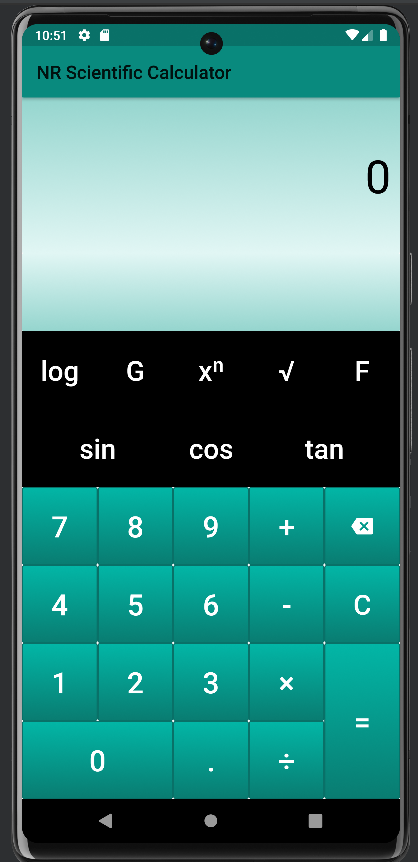 10:51
NR Scientific Calculator
0
log G xⁿ √ F
sin cos tan
7 8 9 +
4 5 6 - C
1 2 3 ×
=
0 . ÷